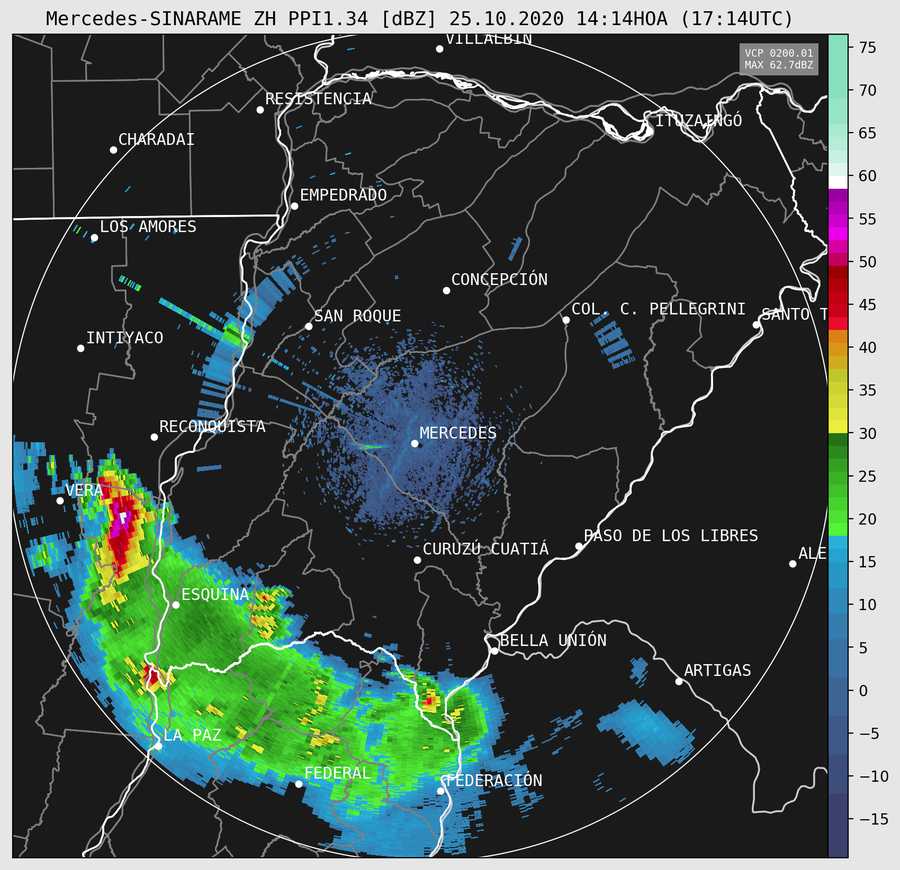 Mercedes-SINARAME ZH PPI1.34 [dBZ] 25.10.2020 14:14HOA (17:14UTC)
VILLALBÍN
VCP 0200.01
MAX 62.7dBZ
RESISTENCIA
ITUZAINGÓ
CHARADAI
EMPEDRADO
LOS AMORES
CONCEPCIÓN
SAN ROQUE
COL. C. PELLEGRINI
SANTO T
INTIYACO
RECONQUISTA
MERCEDES
VERA
CURUZÚ CUATIÁ
PASO DE LOS LIBRES
ALE
ESQUINA
BELLA UNIÓN
ARTIGAS
LA PAZ
FEDERAL
FEDERACIÓN
75
70
65
60
55
50
45
40
35
30
25
20
15
10
5
0
−5
−10
−15